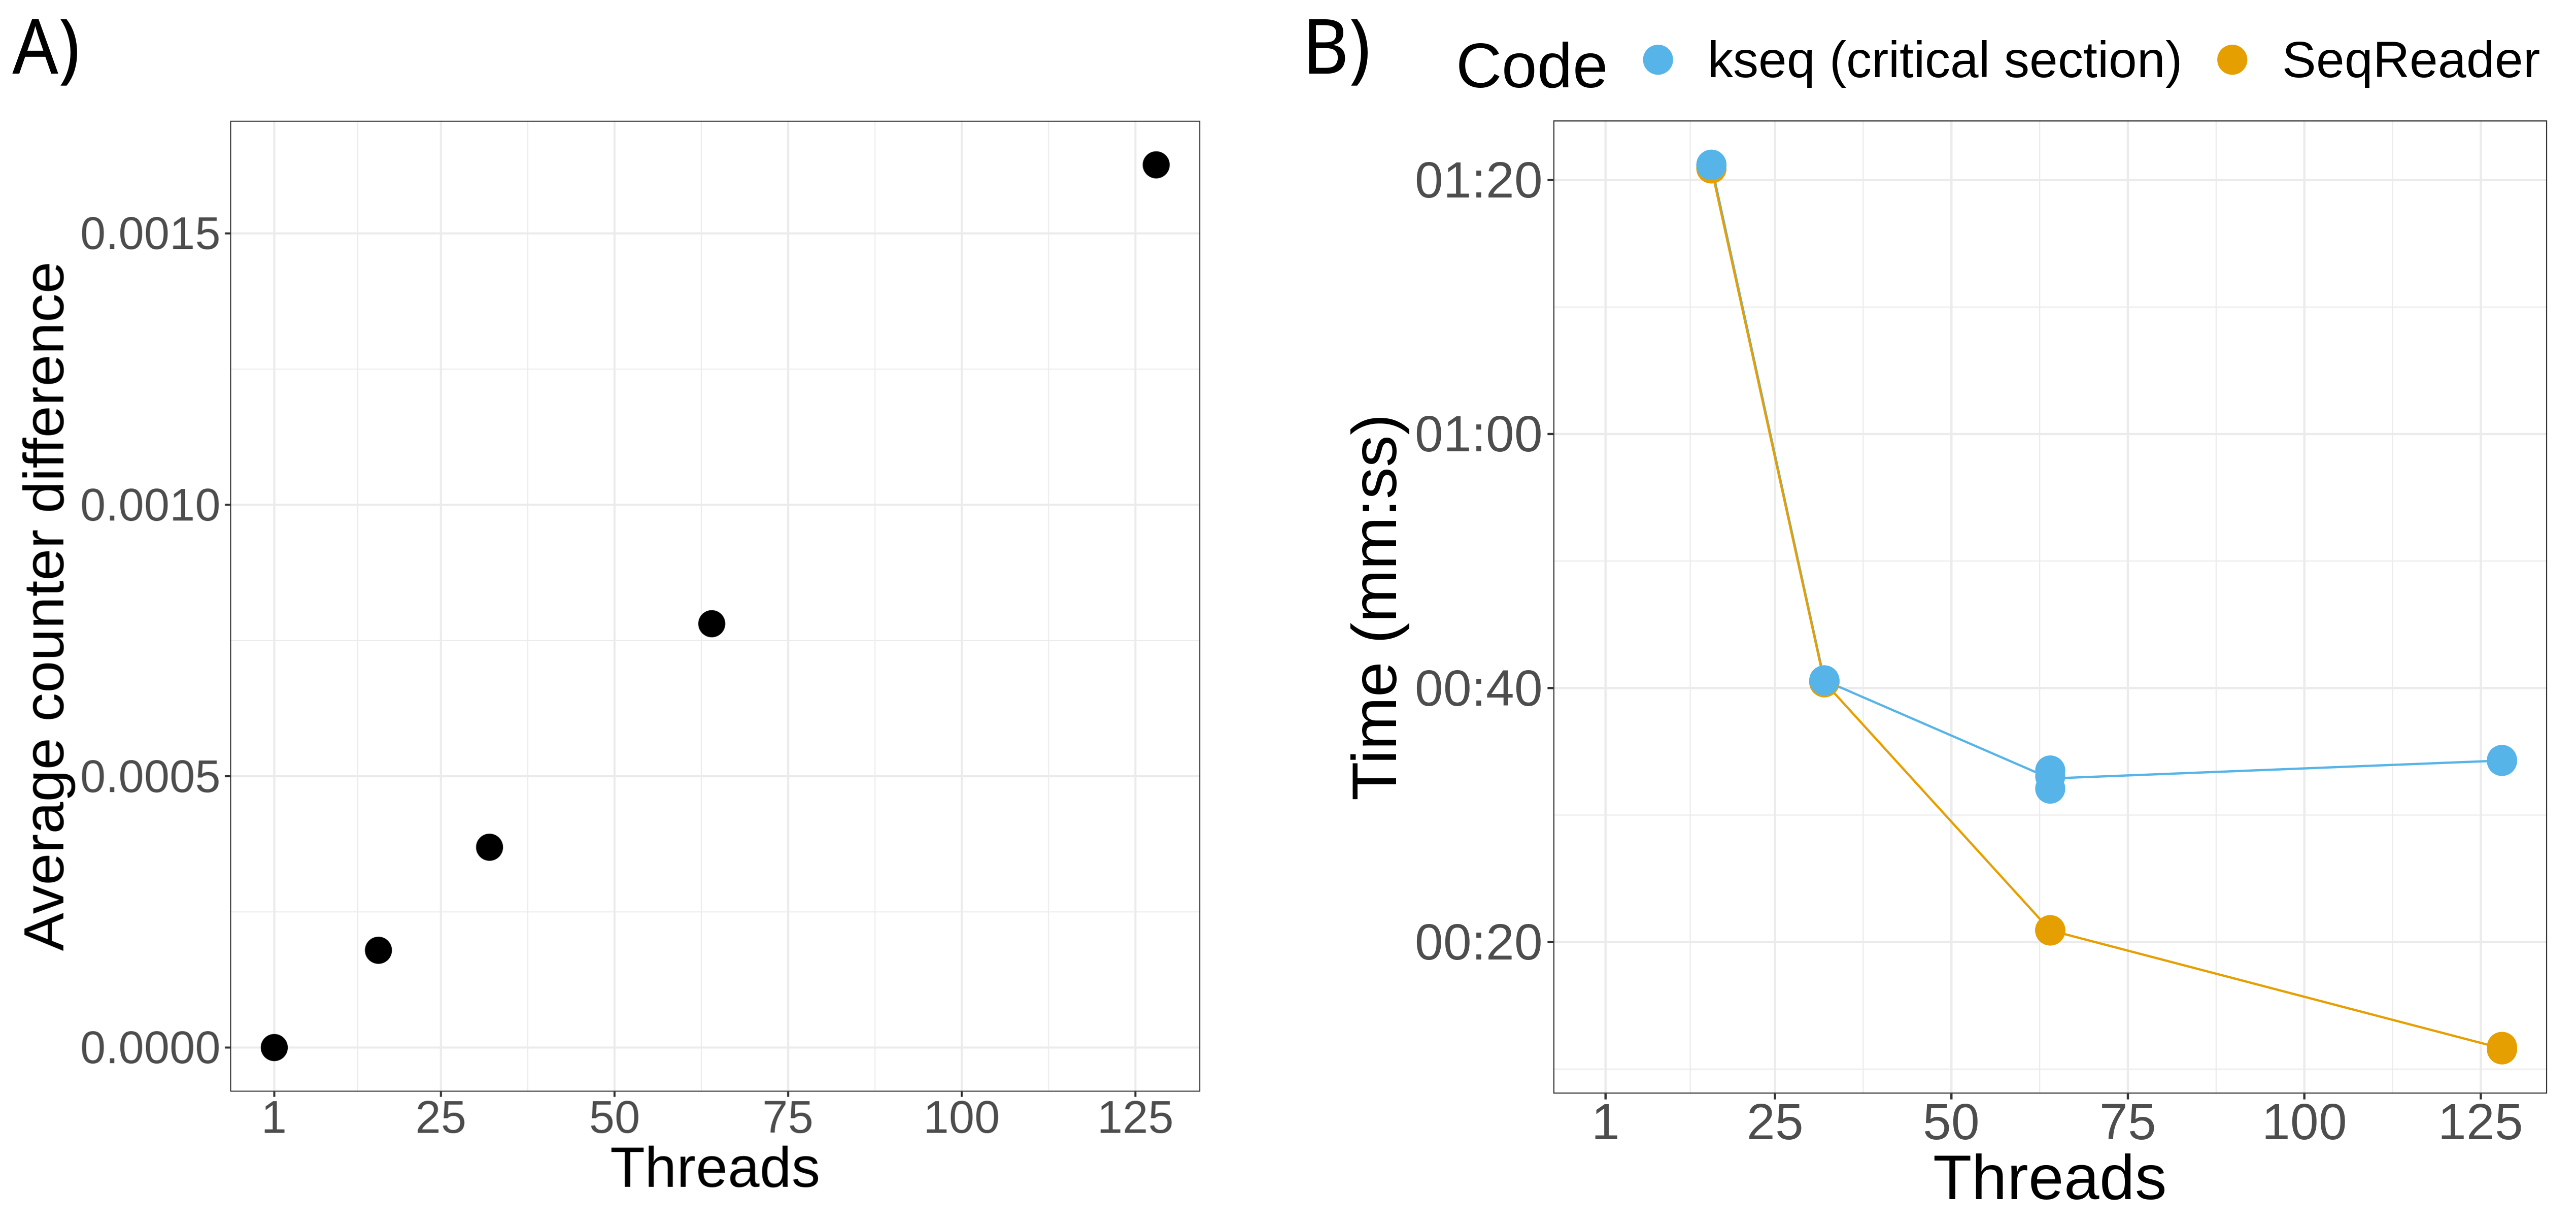 A)
Average counter difference
0.0015
0.0010
0.0005
0.0000
1 25 50 75 100 125
Threads
B)
Code kseq (critical section) SeqReader
Time (mm:ss)
01:20
01:00
00:40
00:20
1 25 50 75 100 125
Threads